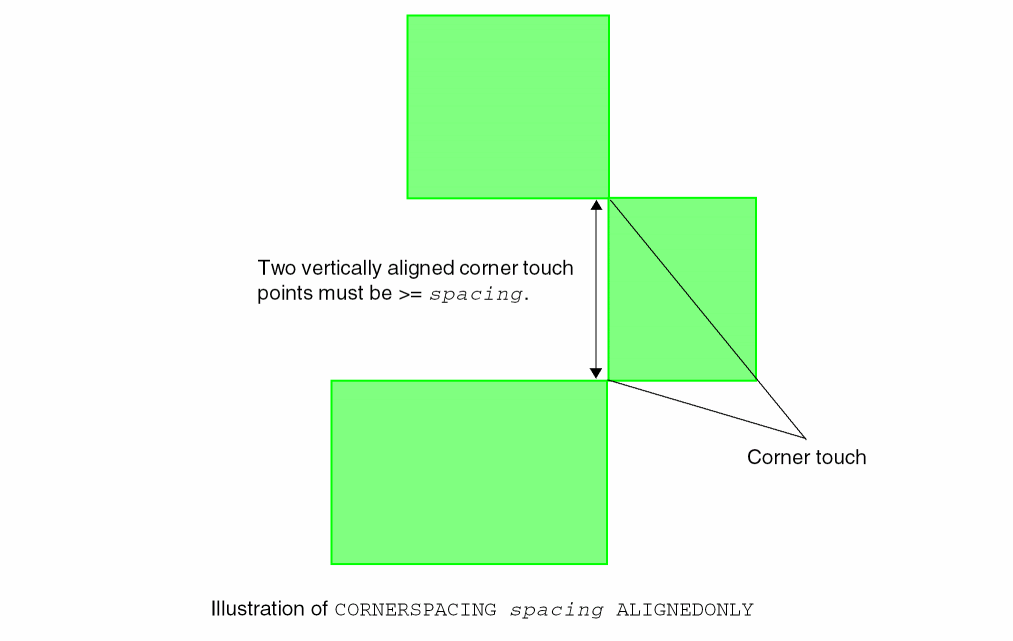 Two vertically aligned corner touch
points must be >= spacing.
Corner touch
Illustration of CORNERSPACING spacing ALIGNEDONLY